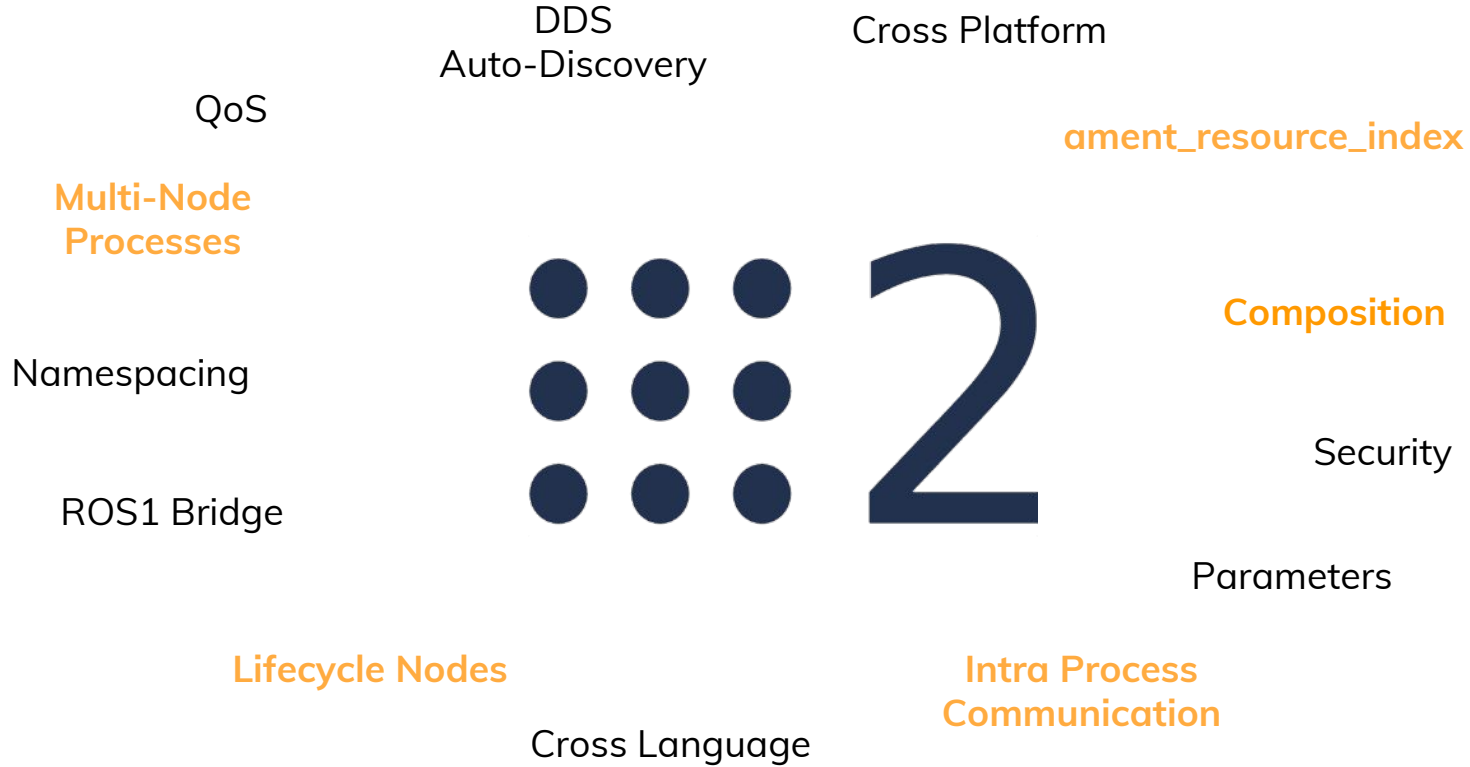 DDS
Auto-Discovery
Cross Platform
QoS
ament_resource_index
Multi-Node
Processes
2
Composition
Namespacing
Security
ROS1 Bridge
Parameters
Lifecycle Nodes
Intra Process
Communication
Cross Language